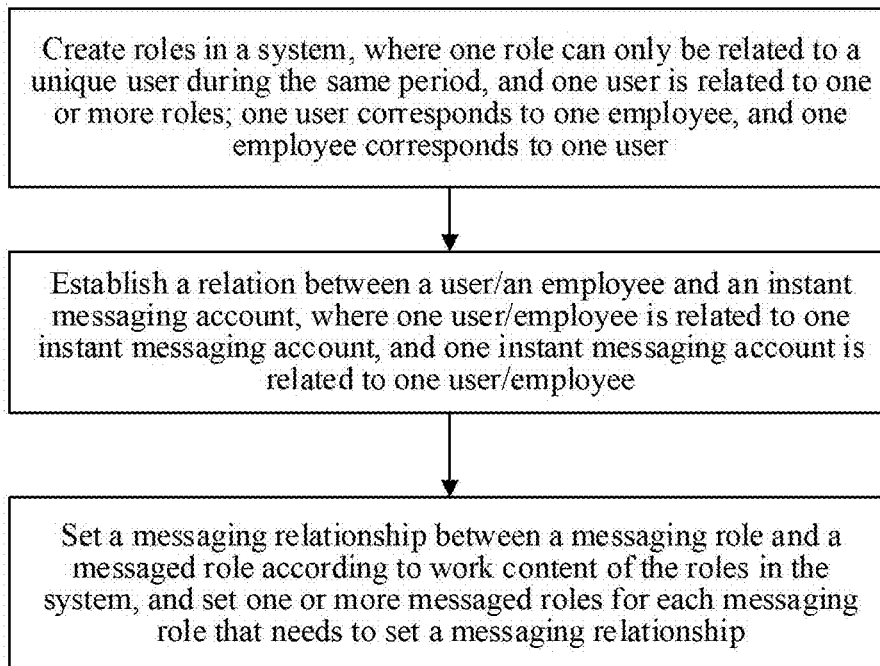 Create roles in a system, where one role can only be related to a
unique user during the same period, and one user is related to one
or more roles; one user corresponds to one employee, and one
employee corresponds to one user
Establish a relation between a user/an employee and an instant
messaging account, where one user/employee is related to one
instant messaging account, and one instant messaging account is
related to one user/employee
Set a messaging relationship between a messaging role and a
messaged role according to work content of the roles in the
system, and set one or more messaged roles for each messaging
role that needs to set a messaging relationship